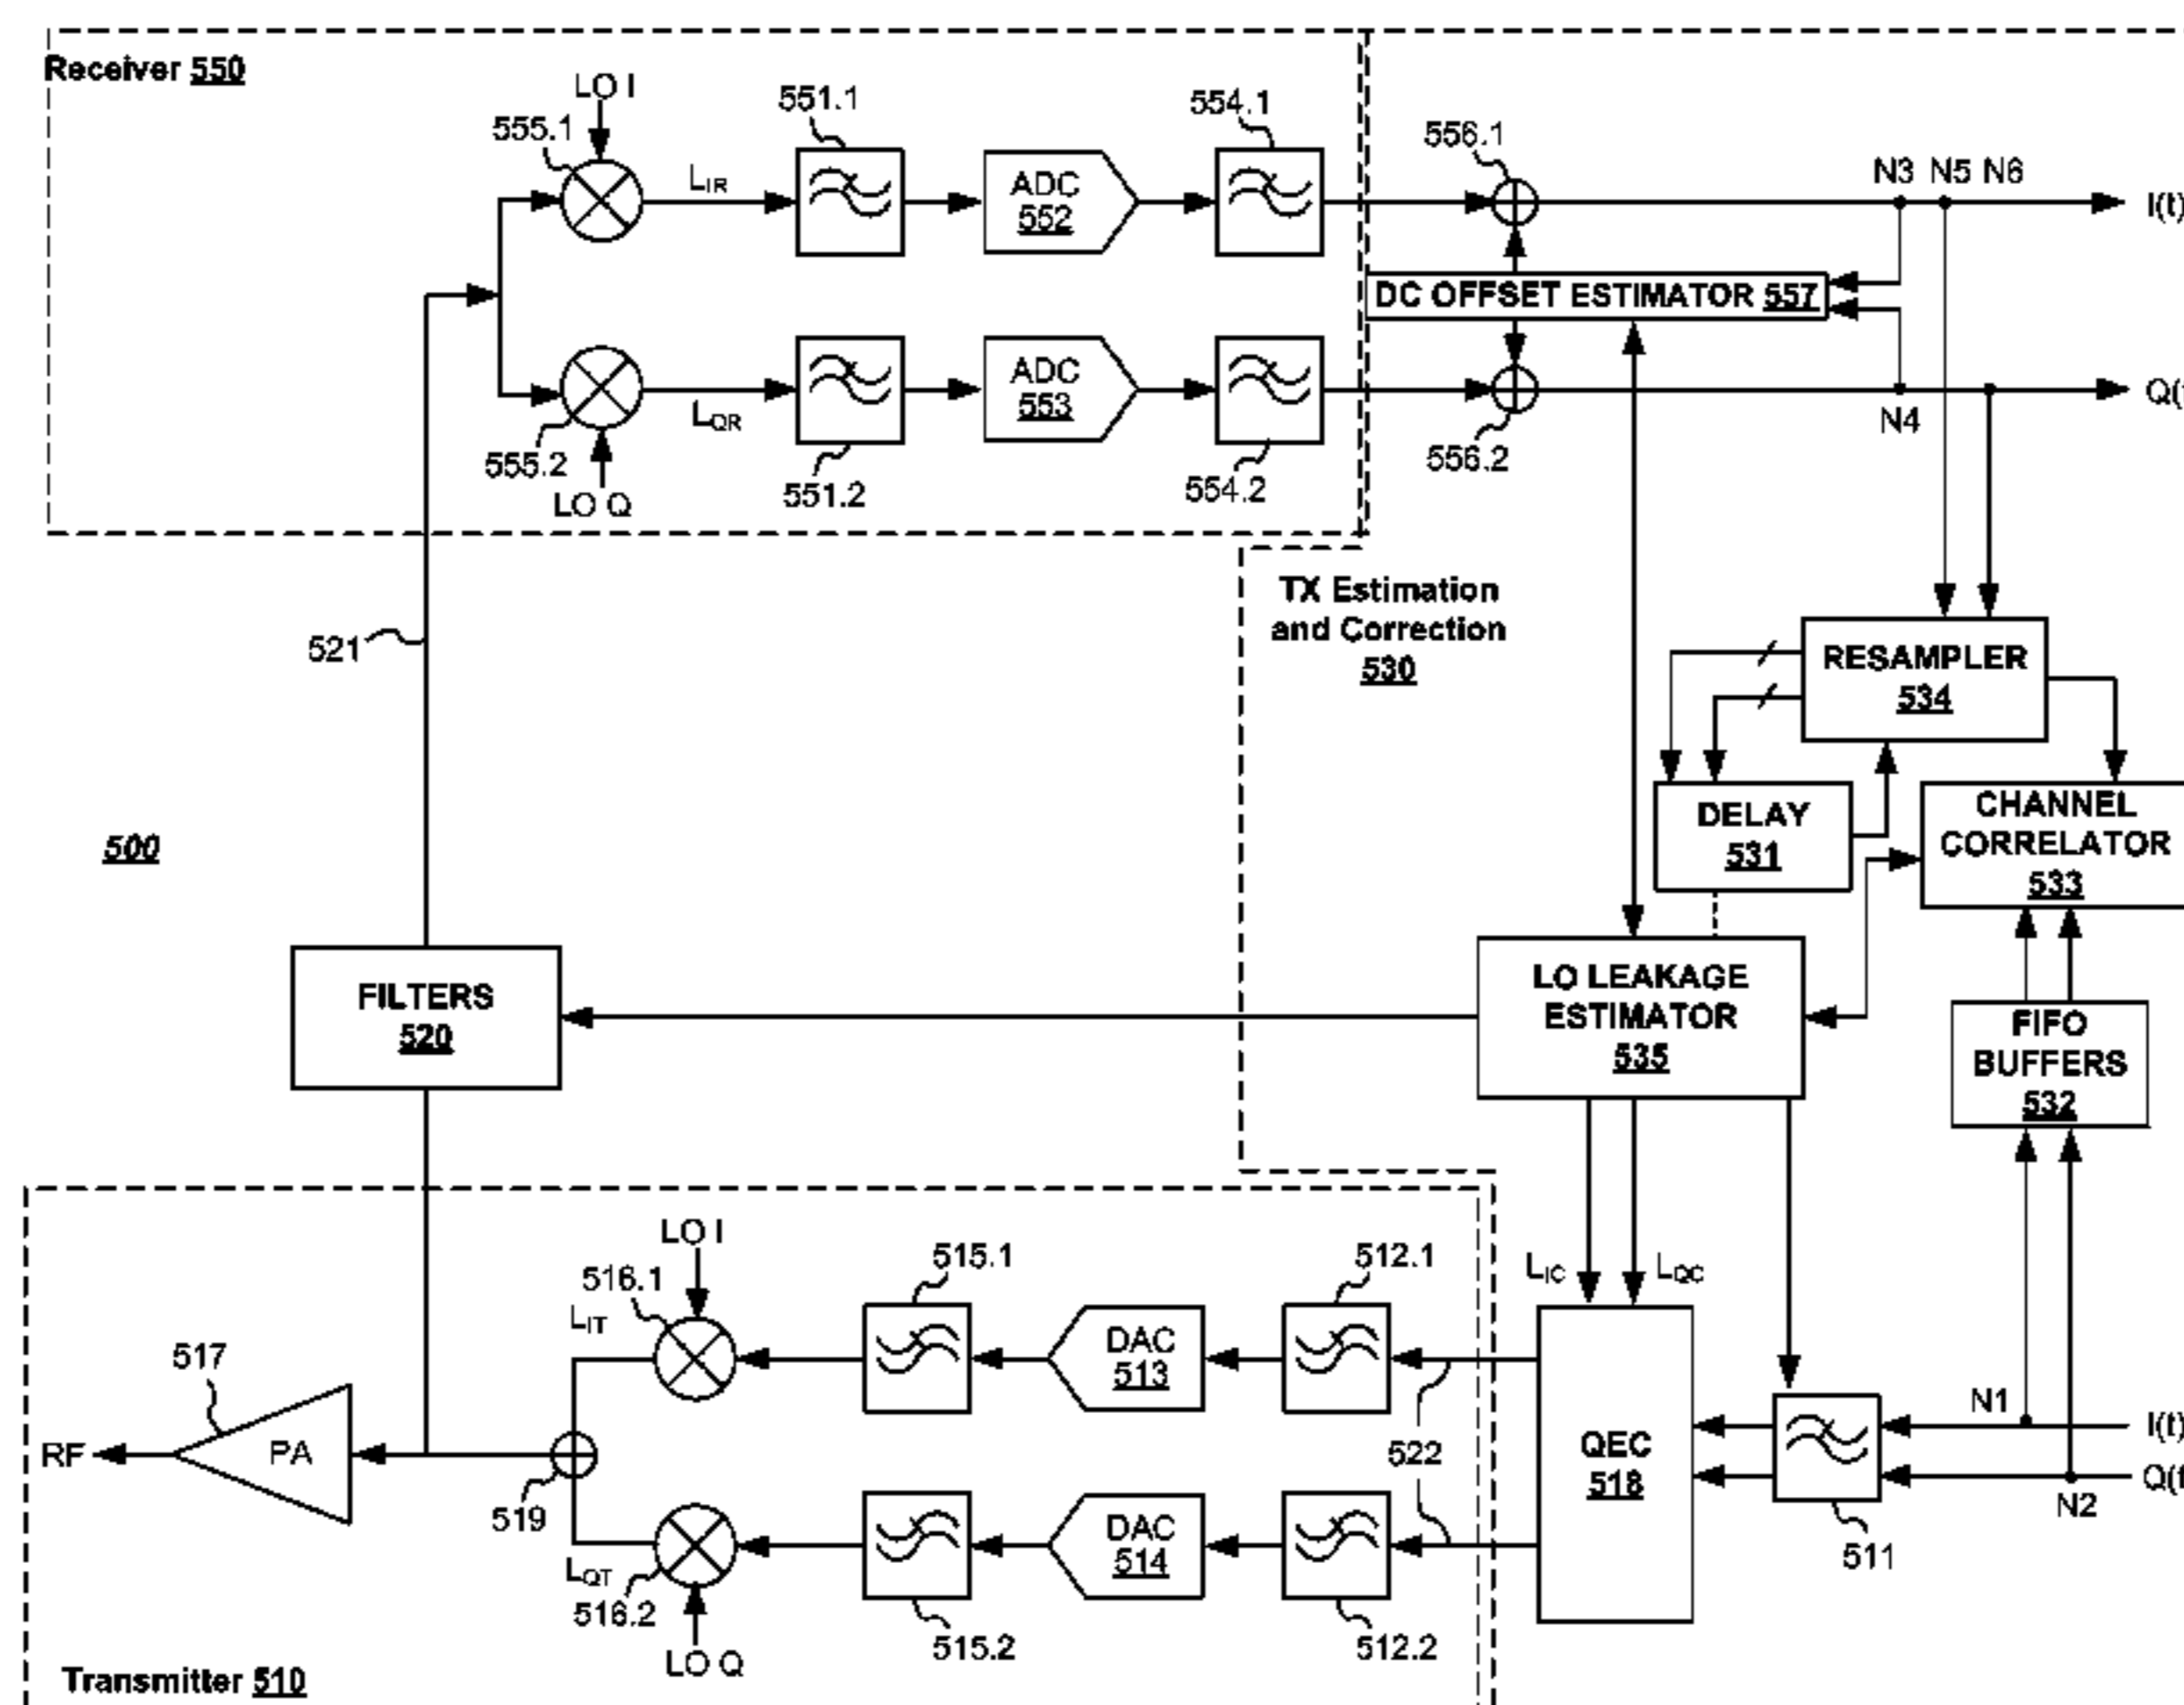 Receiver 550
LO I
555.1
LIR
551.1
ADC
552
554.1
556.1
N3 N5 N6
I(t)
DC OFFSET ESTIMATOR 557
555.2
LO Q
LQR
551.2
ADC
553
554.2
556.2
N4
Q(
521
TX Estimation
and Correction
530
RESAMPLER
534
DELAY
531
CHANNEL
CORRELATOR
533
500
FILTERS
520
LO LEAKAGE
ESTIMATOR
535
FIFO
BUFFERS
532
LO I
516.1
LIT
515.1
DAC
513
512.1
LIC
LQC
517
RF
PA
519
522
QEC
518
N1
I(t)
Q(t
N2
511
LQT
516.2
LO Q
515.2
DAC
514
512.2
Transmitter 510